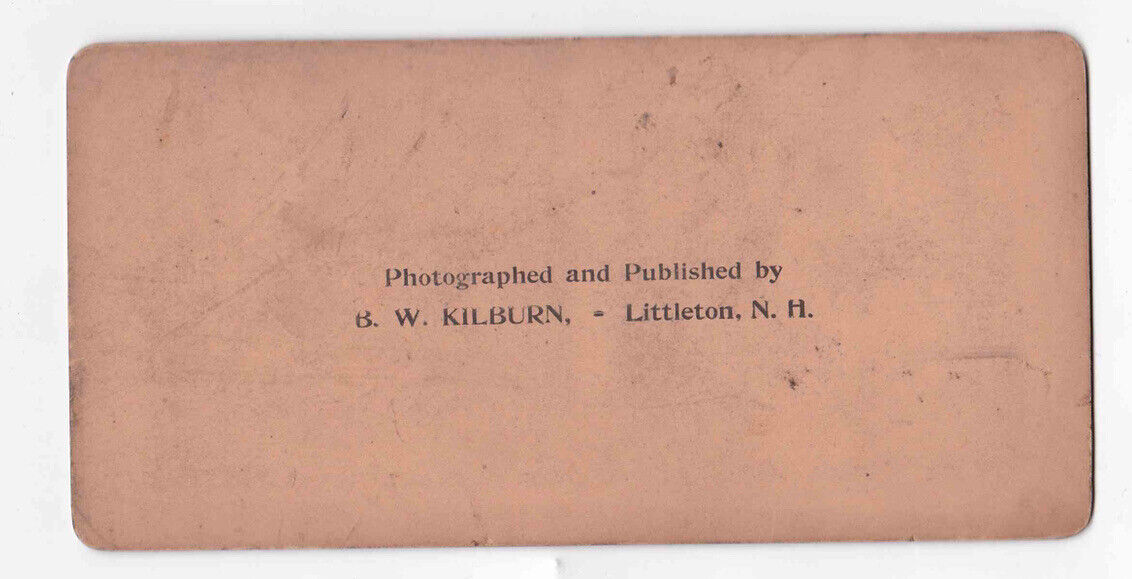 Photographed and Published by
B. W. KILBURN, - Littleton, N. H.